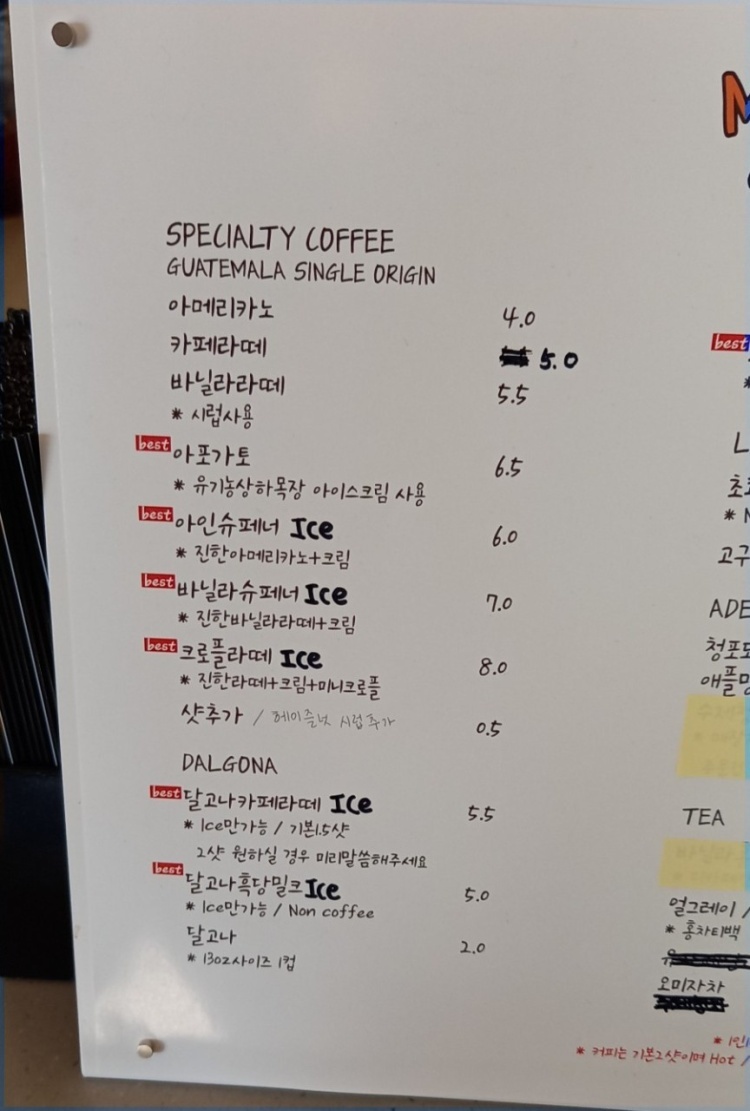 SPECIALTY COFFEE
GUATEMALA SINGLE ORIGIN
아메리카노 4.0
카페라떼 5.0
바닐라라떼 5.5
* 시럽사용
best 아포가토 6.5
* 유기농상하목장 아이스크림 사용
best 아인슈페너 Ice 6.0
* 진한아메리카노+크림
best 바닐라슈페너 Ice 7.0
* 진한바닐라라떼+크림
best 크로플라떼 Ice 8.0
* 진한라떼+크림+미니크로플
샷추가 / 헤이즐넛 시럽추가 0.5
DALGONA
best 달고나카페라떼 Ice 5.5
* Ice만가능 / 기본1.5샷
2샷 원하실 경우 미리말씀해주세요
best 달고나흑당밀크 Ice 5.0
* Ice만가능 / Non coffee
달고나 2.0
* 13oz사이즈 1컵
best
고구
ADE
TEA
얼그레이 /
* 홍차티백
오미자차
* 1인1
* 커피는 기본2샷이며 Hot /